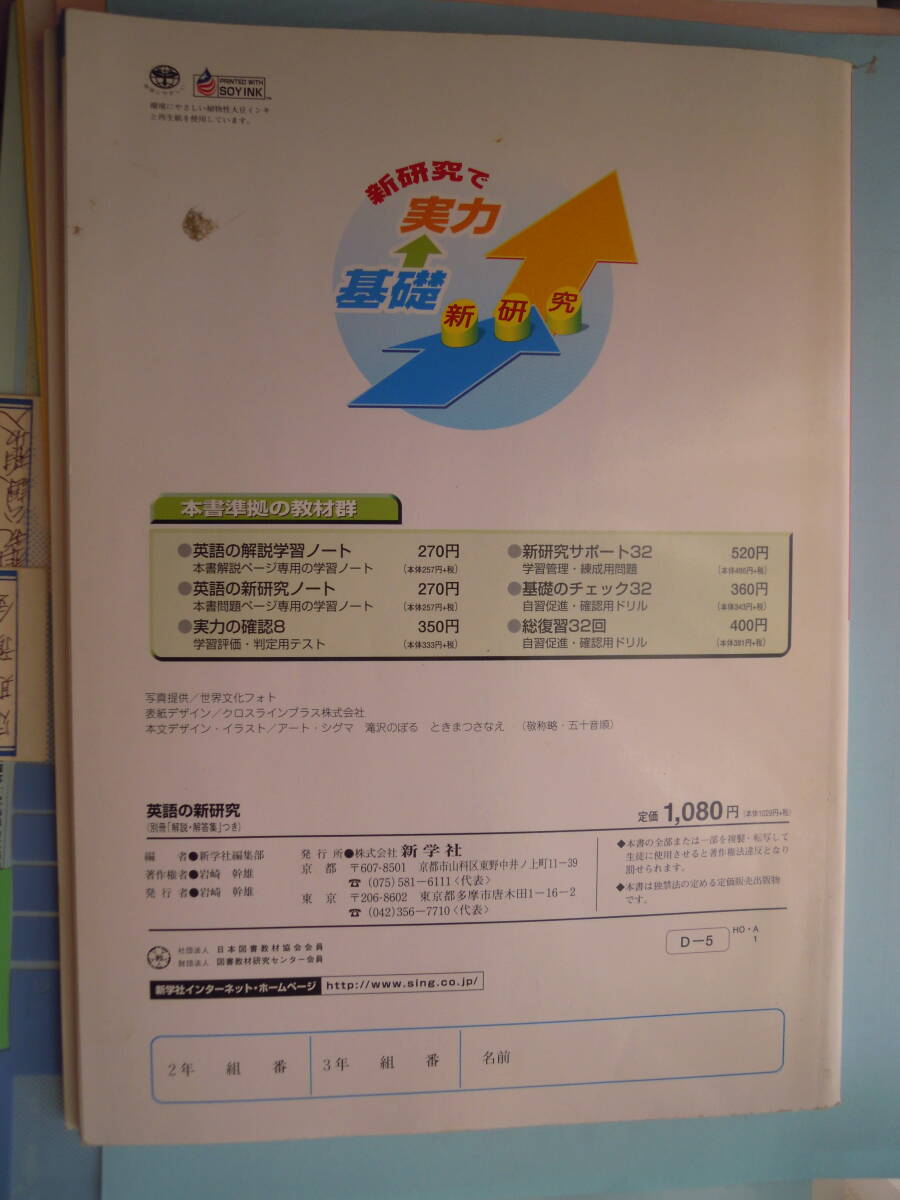 PRINTED WITH
SOY INK
環境にやさしい植物性大豆インキ
と再生紙を使用しています。
新研究で
実力
基礎
新研究
本書準拠の教材群
●英語の解説学習ノート 270円
本書解説ページ専用の学習ノート (本体257円+税)
●英語の新研究ノート 270円
本書問題ページ専用の学習ノート (本体257円+税)
●実力の確認8 350円
学習評価・判定用テスト (本体333円+税)
●新研究サポート32 520円
学習管理・練成用問題 (本体495円+税)
●基礎のチェック32 360円
自習促進・確認用ドリル (本体343円+税)
●総復習32回 400円
自習促進・確認用ドリル (本体381円+税)
写真提供/世界文化フォト
表紙デザイン/クロスラインプラス株式会社
本文デザイン・イラスト/アート・シグマ 滝沢のぼる ときまつさなえ (敬称略・五十音順)
英語の新研究
(別冊「解説・解答集」つき)
定価1,080円(本体1029円+税)
編 者●新学社編集部
著作権者●岩崎 幹雄
発 行 者●岩崎 幹雄
発 行 所●株式会社 新学社
京 都 〒607-8501 京都市山科区東野中井ノ上町11-39
☎(075)581-6111〈代表〉
東 京 〒206-8602 東京都多摩市唐木田1-16-2
☎(042)356-7710〈代表〉
◆本書の全部または一部を複製・転写して
生徒に使用させると著作権法違反となり
罰せられます。
◆本書は独禁法の定める定価販売出版物
です。
社団法人 日本図書教材協会会員
財団法人 図書教材研究センター会員
D-5
HO・A
1
新学社インターネット・ホームページ http://www.sing.co.jp/
2年 組 番 3年 組 番 名前